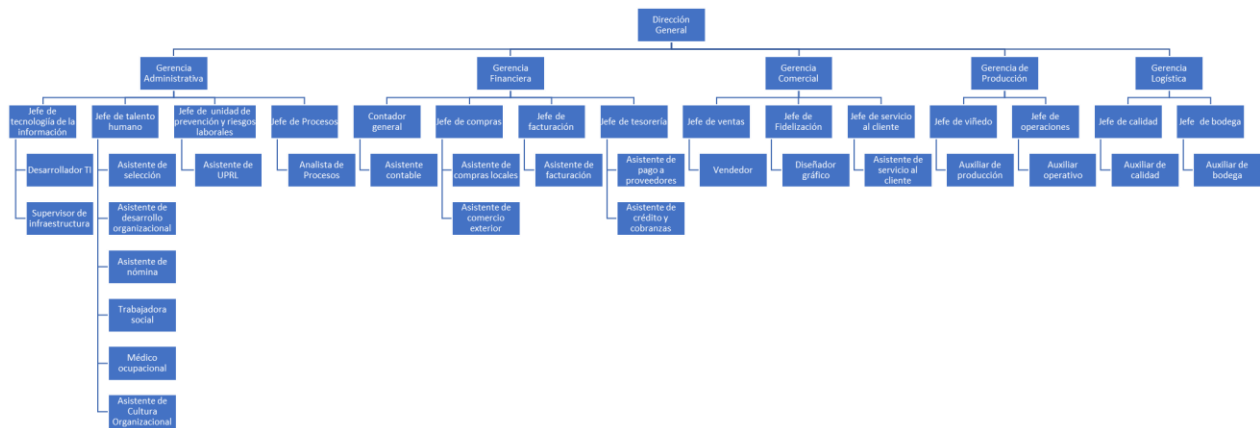 Dirección
General
Gerencia
Administrativa
Gerencia
Financiera
Gerencia
Comercial
Gerencia de
Producción
Gerencia
Logística
Jefe de
tecnologiía de la
información
Jefe de talento
humano
Jefe de  unidad de
prevención y riesgos
laborales
Jefe de Procesos
Contador
general
Jefe de compras
Jefe de
facturación
Jefe de tesorería
Jefe de ventas
Jefe de
Fidelización
Jefe de servicio
al cliente
Jefe de viñedo
Jefe de
operaciones
Jefe de calidad
Jefe  de bodega
Desarrollador TI
Asistente de
selección
Asistente de
UPRL
Analista de
Procesos
Asistente
contable
Asistente de
compras locales
Asistente de
facturación
Asistente de
pago a
proveedores
Vendedor
Diseñador
gráfico
Asistente de
servicio al
cliente
Auxiliar de
producción
Auxiliar
operativo
Auxiliar de
calidad
Auxiliar de
bodega
Supervisor de
infraestructura
Asistente de
desarrollo
organizacional
Asistente de
comercio
exterior
Asistente de
crédito y
cobranzas
Asistente de
nómina
Trabajadora
social
Médico
ocupacional
Asistente de
Cultura
Organizacional